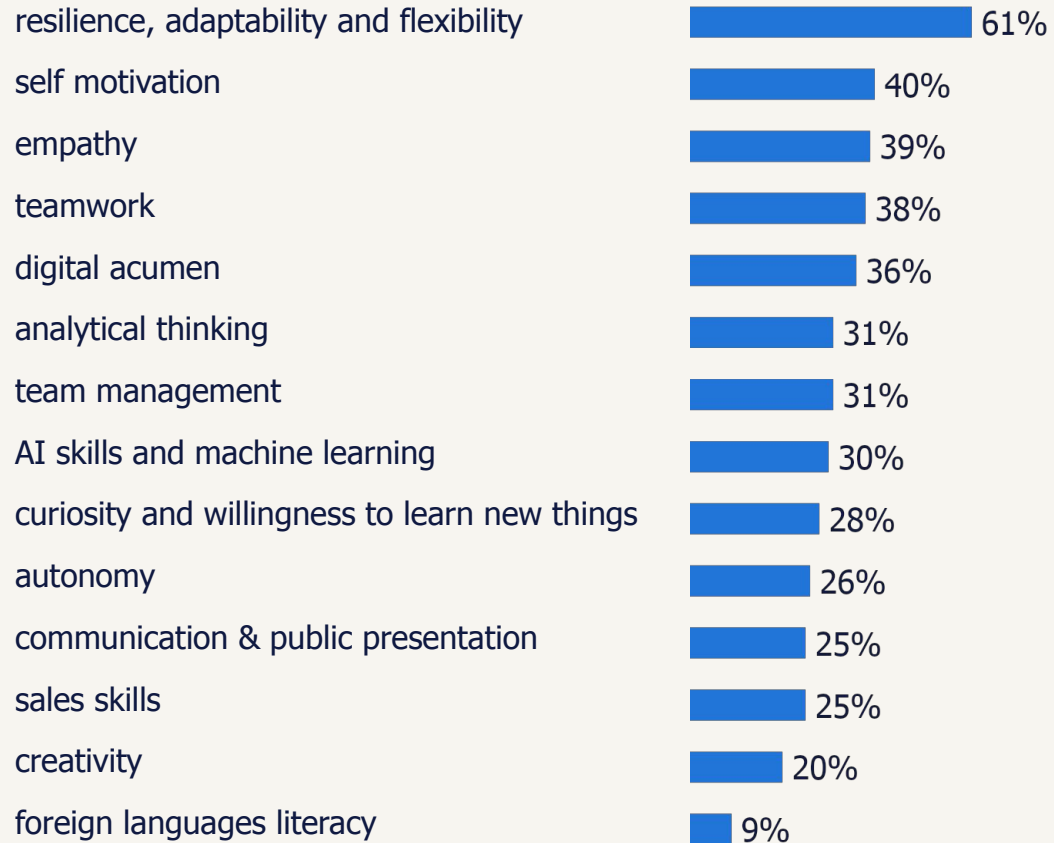 resilience, adaptability and flexibility 61%
self motivation 40%
empathy 39%
teamwork 38%
digital acumen 36%
analytical thinking 31%
team management 31%
AI skills and machine learning 30%
curiosity and willingness to learn new things 28%
autonomy 26%
communication & public presentation 25%
sales skills 25%
creativity 20%
foreign languages literacy 9%